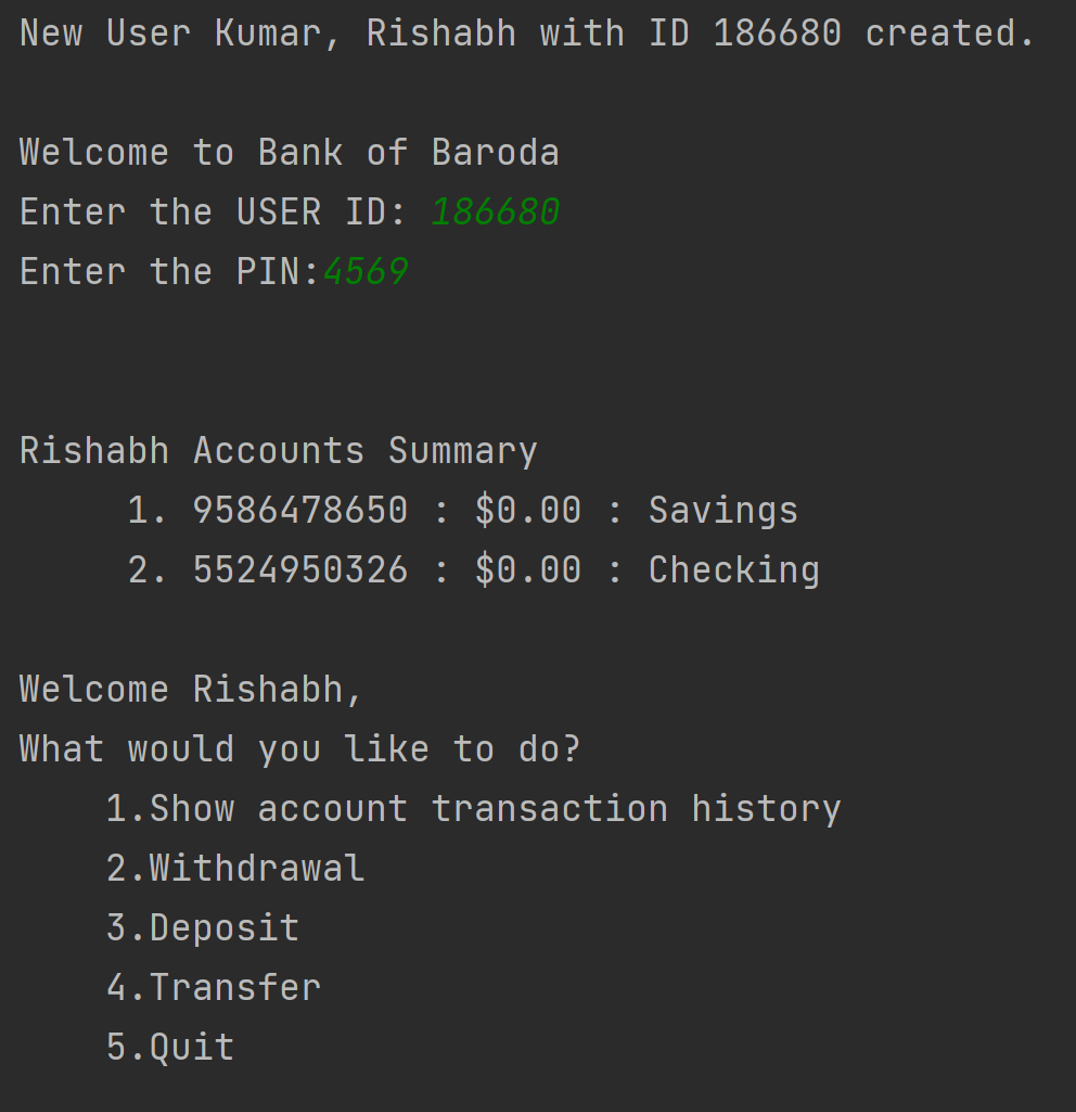 New User Kumar, Rishabh with ID 186680 created.
Welcome to Bank of Baroda
Enter the USER ID: 186680
Enter the PIN:4569
Rishabh Accounts Summary
1. 9586478650 : $0.00 : Savings
2. 5524950326 : $0.00 : Checking
Welcome Rishabh,
What would you like to do?
1.Show account transaction history
2.Withdrawal
3.Deposit
4.Transfer
5.Quit